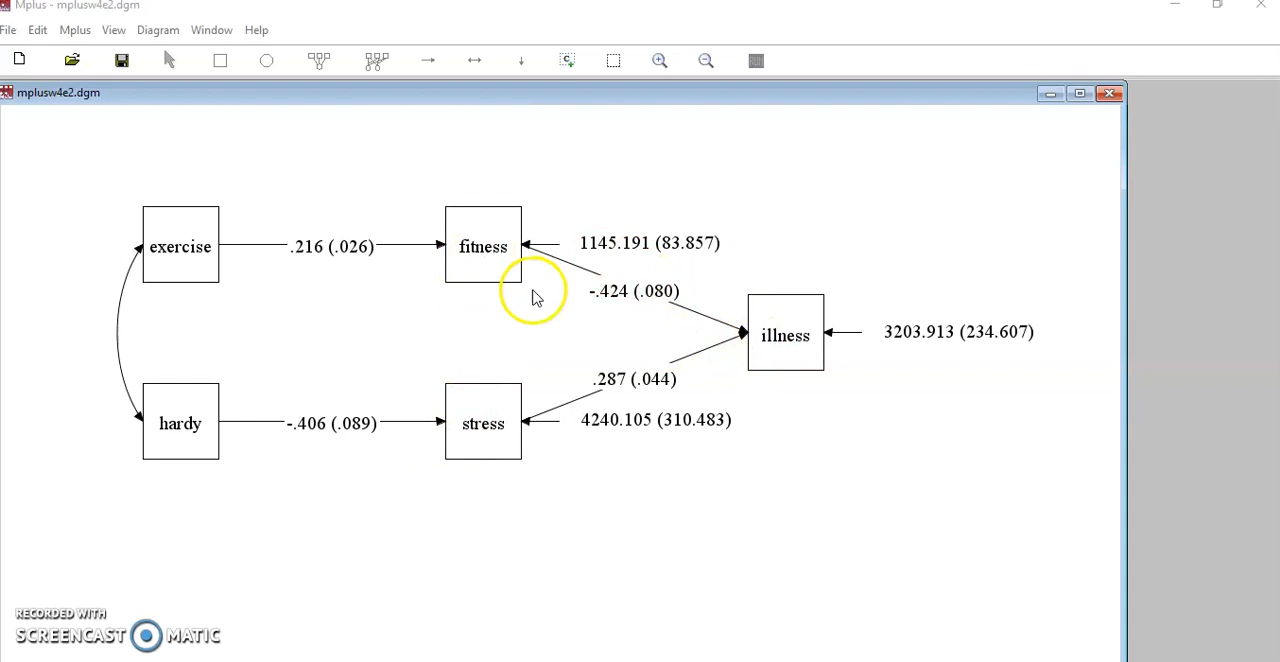 Mplus - mplusw4e2.dgm
File Edit Mplus View Diagram Window Help
mplusw4e2.dgm
exercise .216 (.026) fitness 1145.191 (83.857)
-.424 (.080)
illness 3203.913 (234.607)
.287 (.044)
hardy -.406 (.089) stress 4240.105 (310.483)
RECORDED WITH
SCREENCAST MATIC